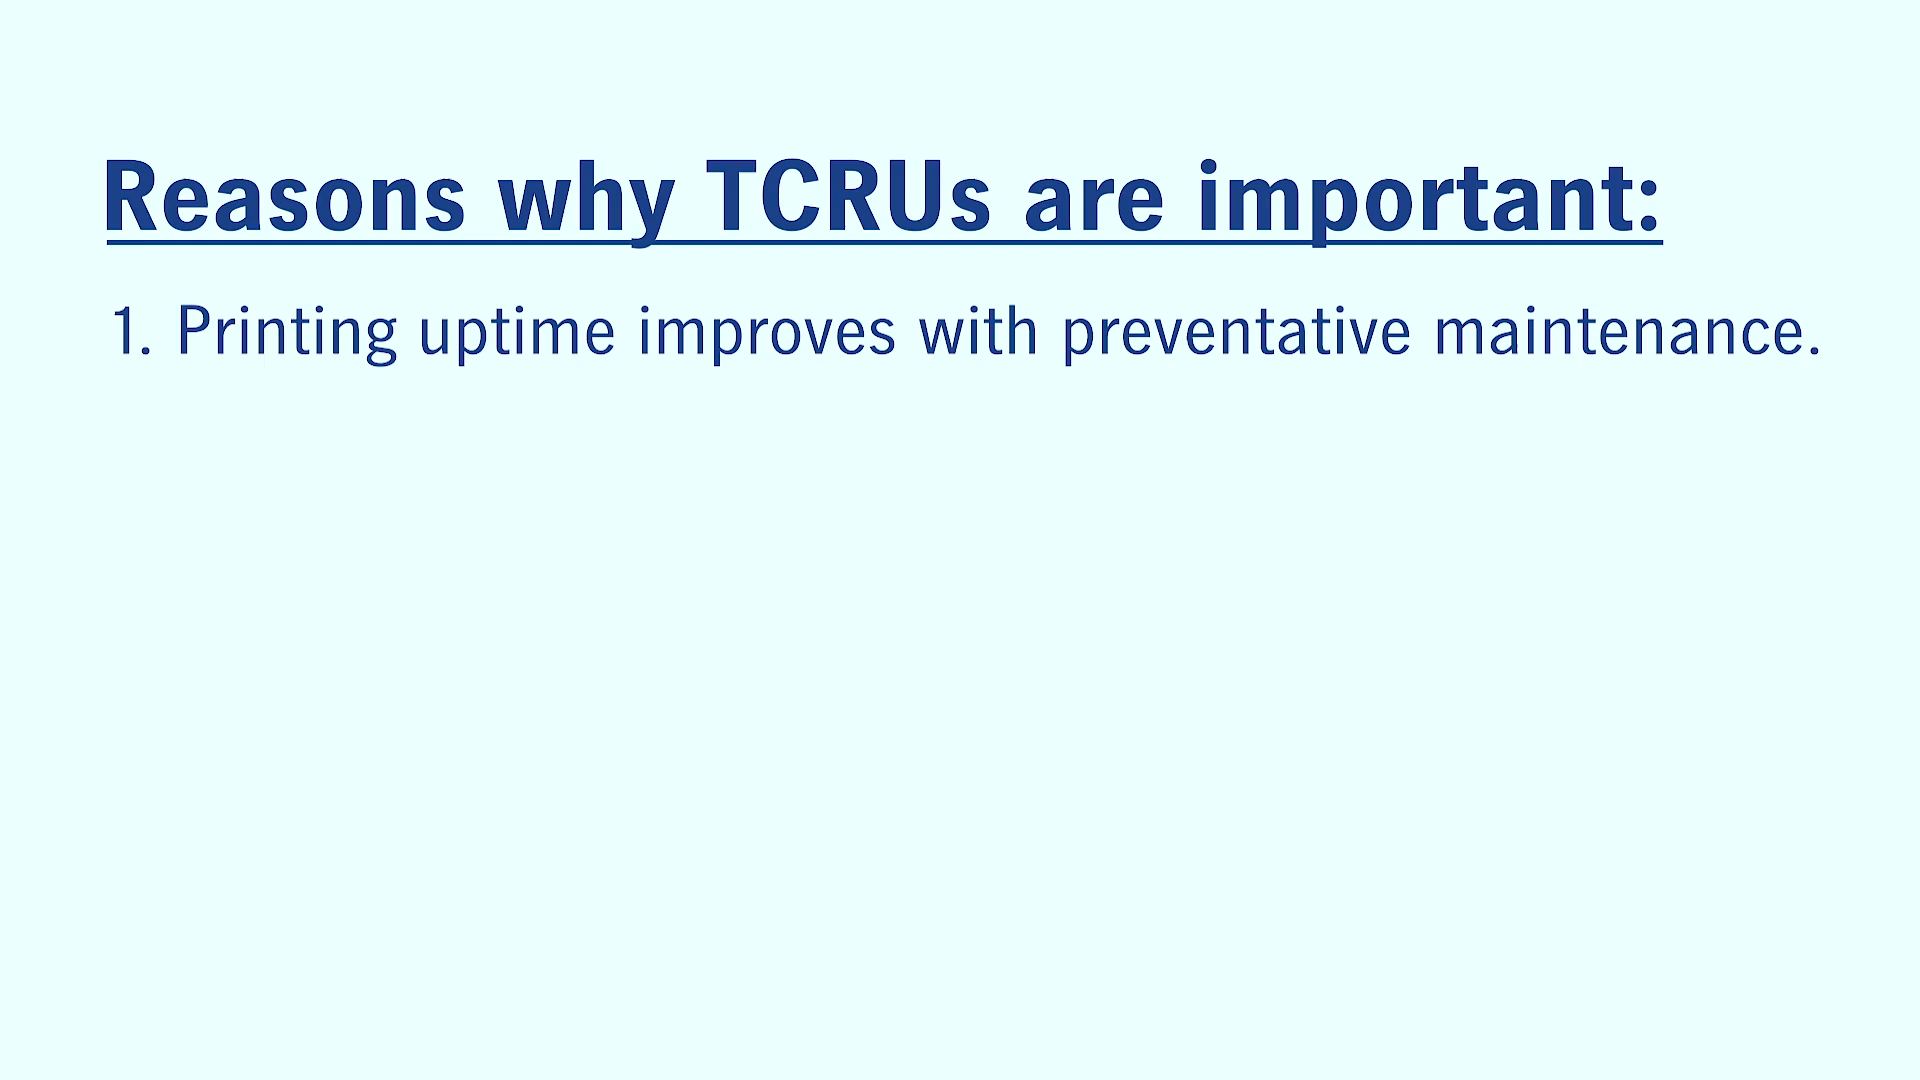 Reasons why TCRUs are important:
1. Printing uptime improves with preventative maintenance.